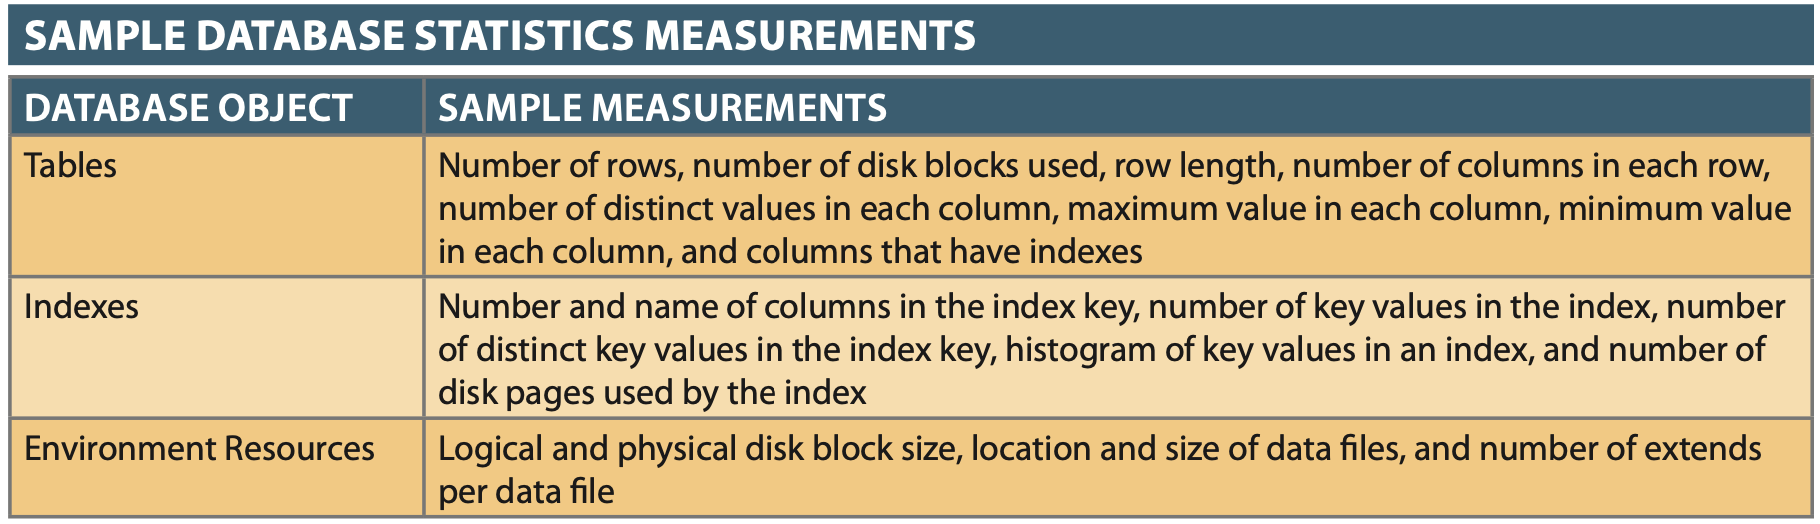 SAMPLE DATABASE STATISTICS MEASUREMENTS
DATABASE OBJECT
SAMPLE MEASUREMENTS
Tables
Number of rows, number of disk blocks used, row length, number of columns in each row,
number of distinct values in each column, maximum value in each column, minimum value
in each column, and columns that have indexes
Indexes
Number and name of columns in the index key, number of key values in the index, number
of distinct key values in the index key, histogram of key values in an index, and number of
disk pages used by the index
Environment Resources
Logical and physical disk block size, location and size of data files, and number of extends
per data file